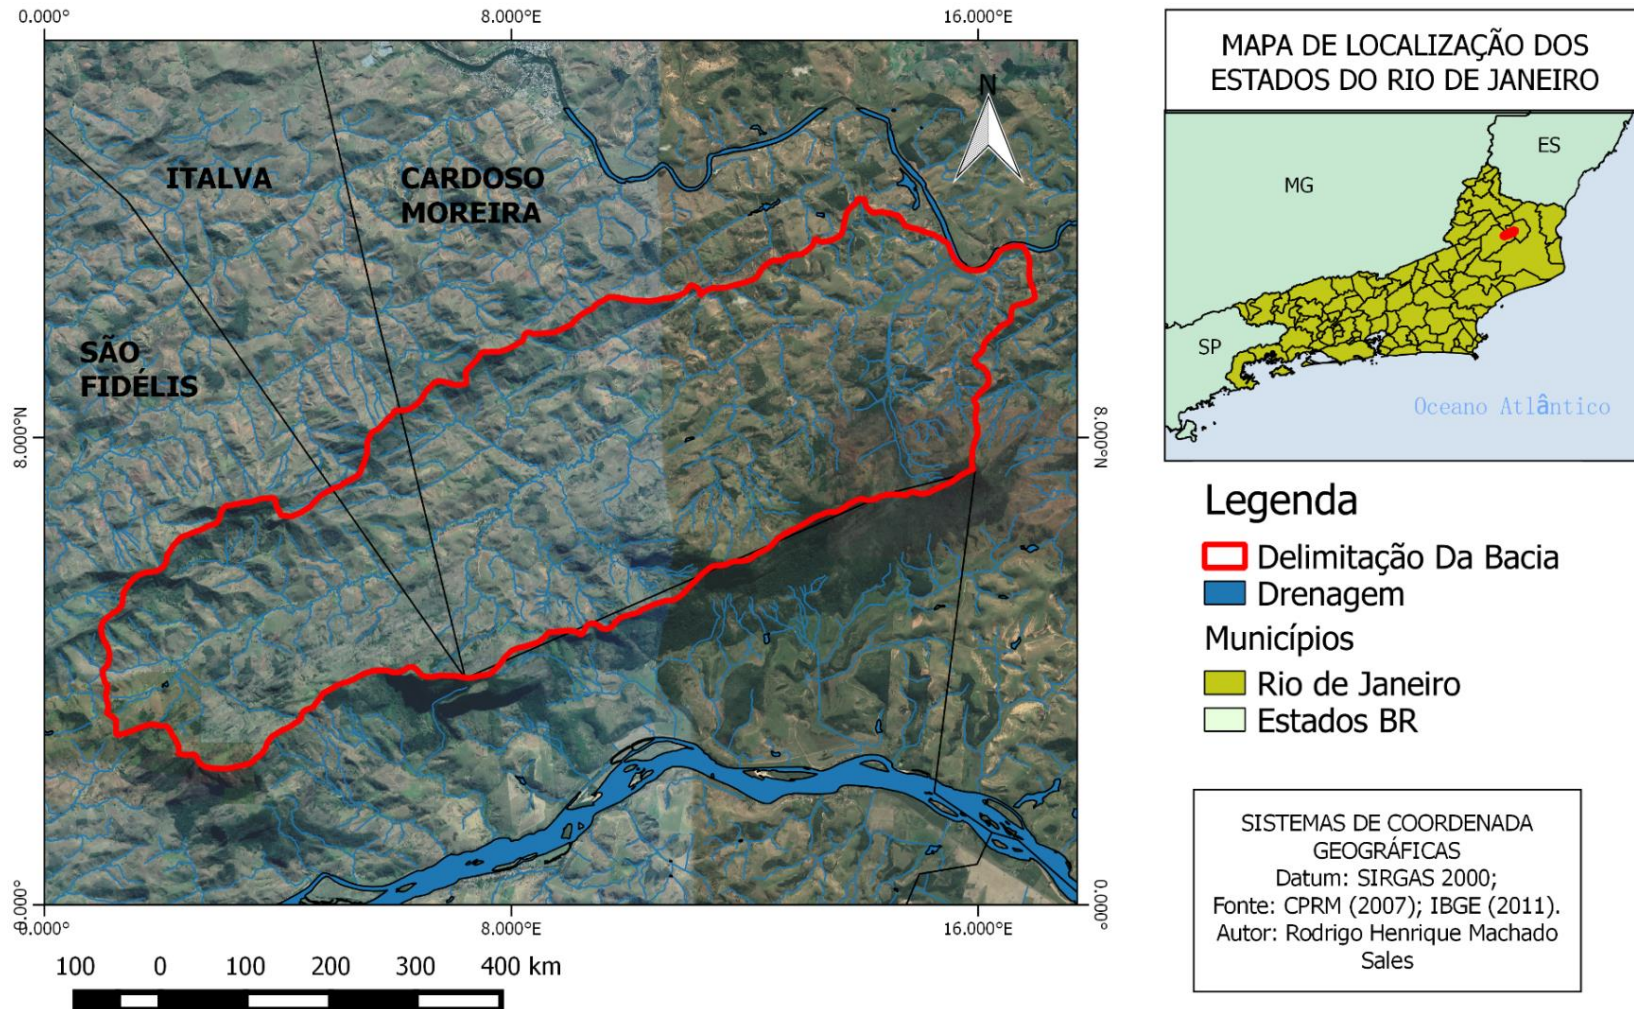 0.000°
8.000°E
16.000°E
N
ITALVA
CARDOSO
MOREIRA
SÃO
FIDÉLIS
8.000°N
8.000°N
0.000°
0.000°
0.000°
8.000°E
16.000°E
100 0 100 200 300 400 km
MAPA DE LOCALIZAÇÃO DOS
ESTADOS DO RIO DE JANEIRO
ES
MG
SP
Oceano Atlântico
Legenda
Delimitação Da Bacia
Drenagem
Municípios
Rio de Janeiro
Estados BR
SISTEMAS DE COORDENADA
GEOGRÁFICAS
Datum: SIRGAS 2000;
Fonte: CPRM (2007); IBGE (2011).
Autor: Rodrigo Henrique Machado
Sales